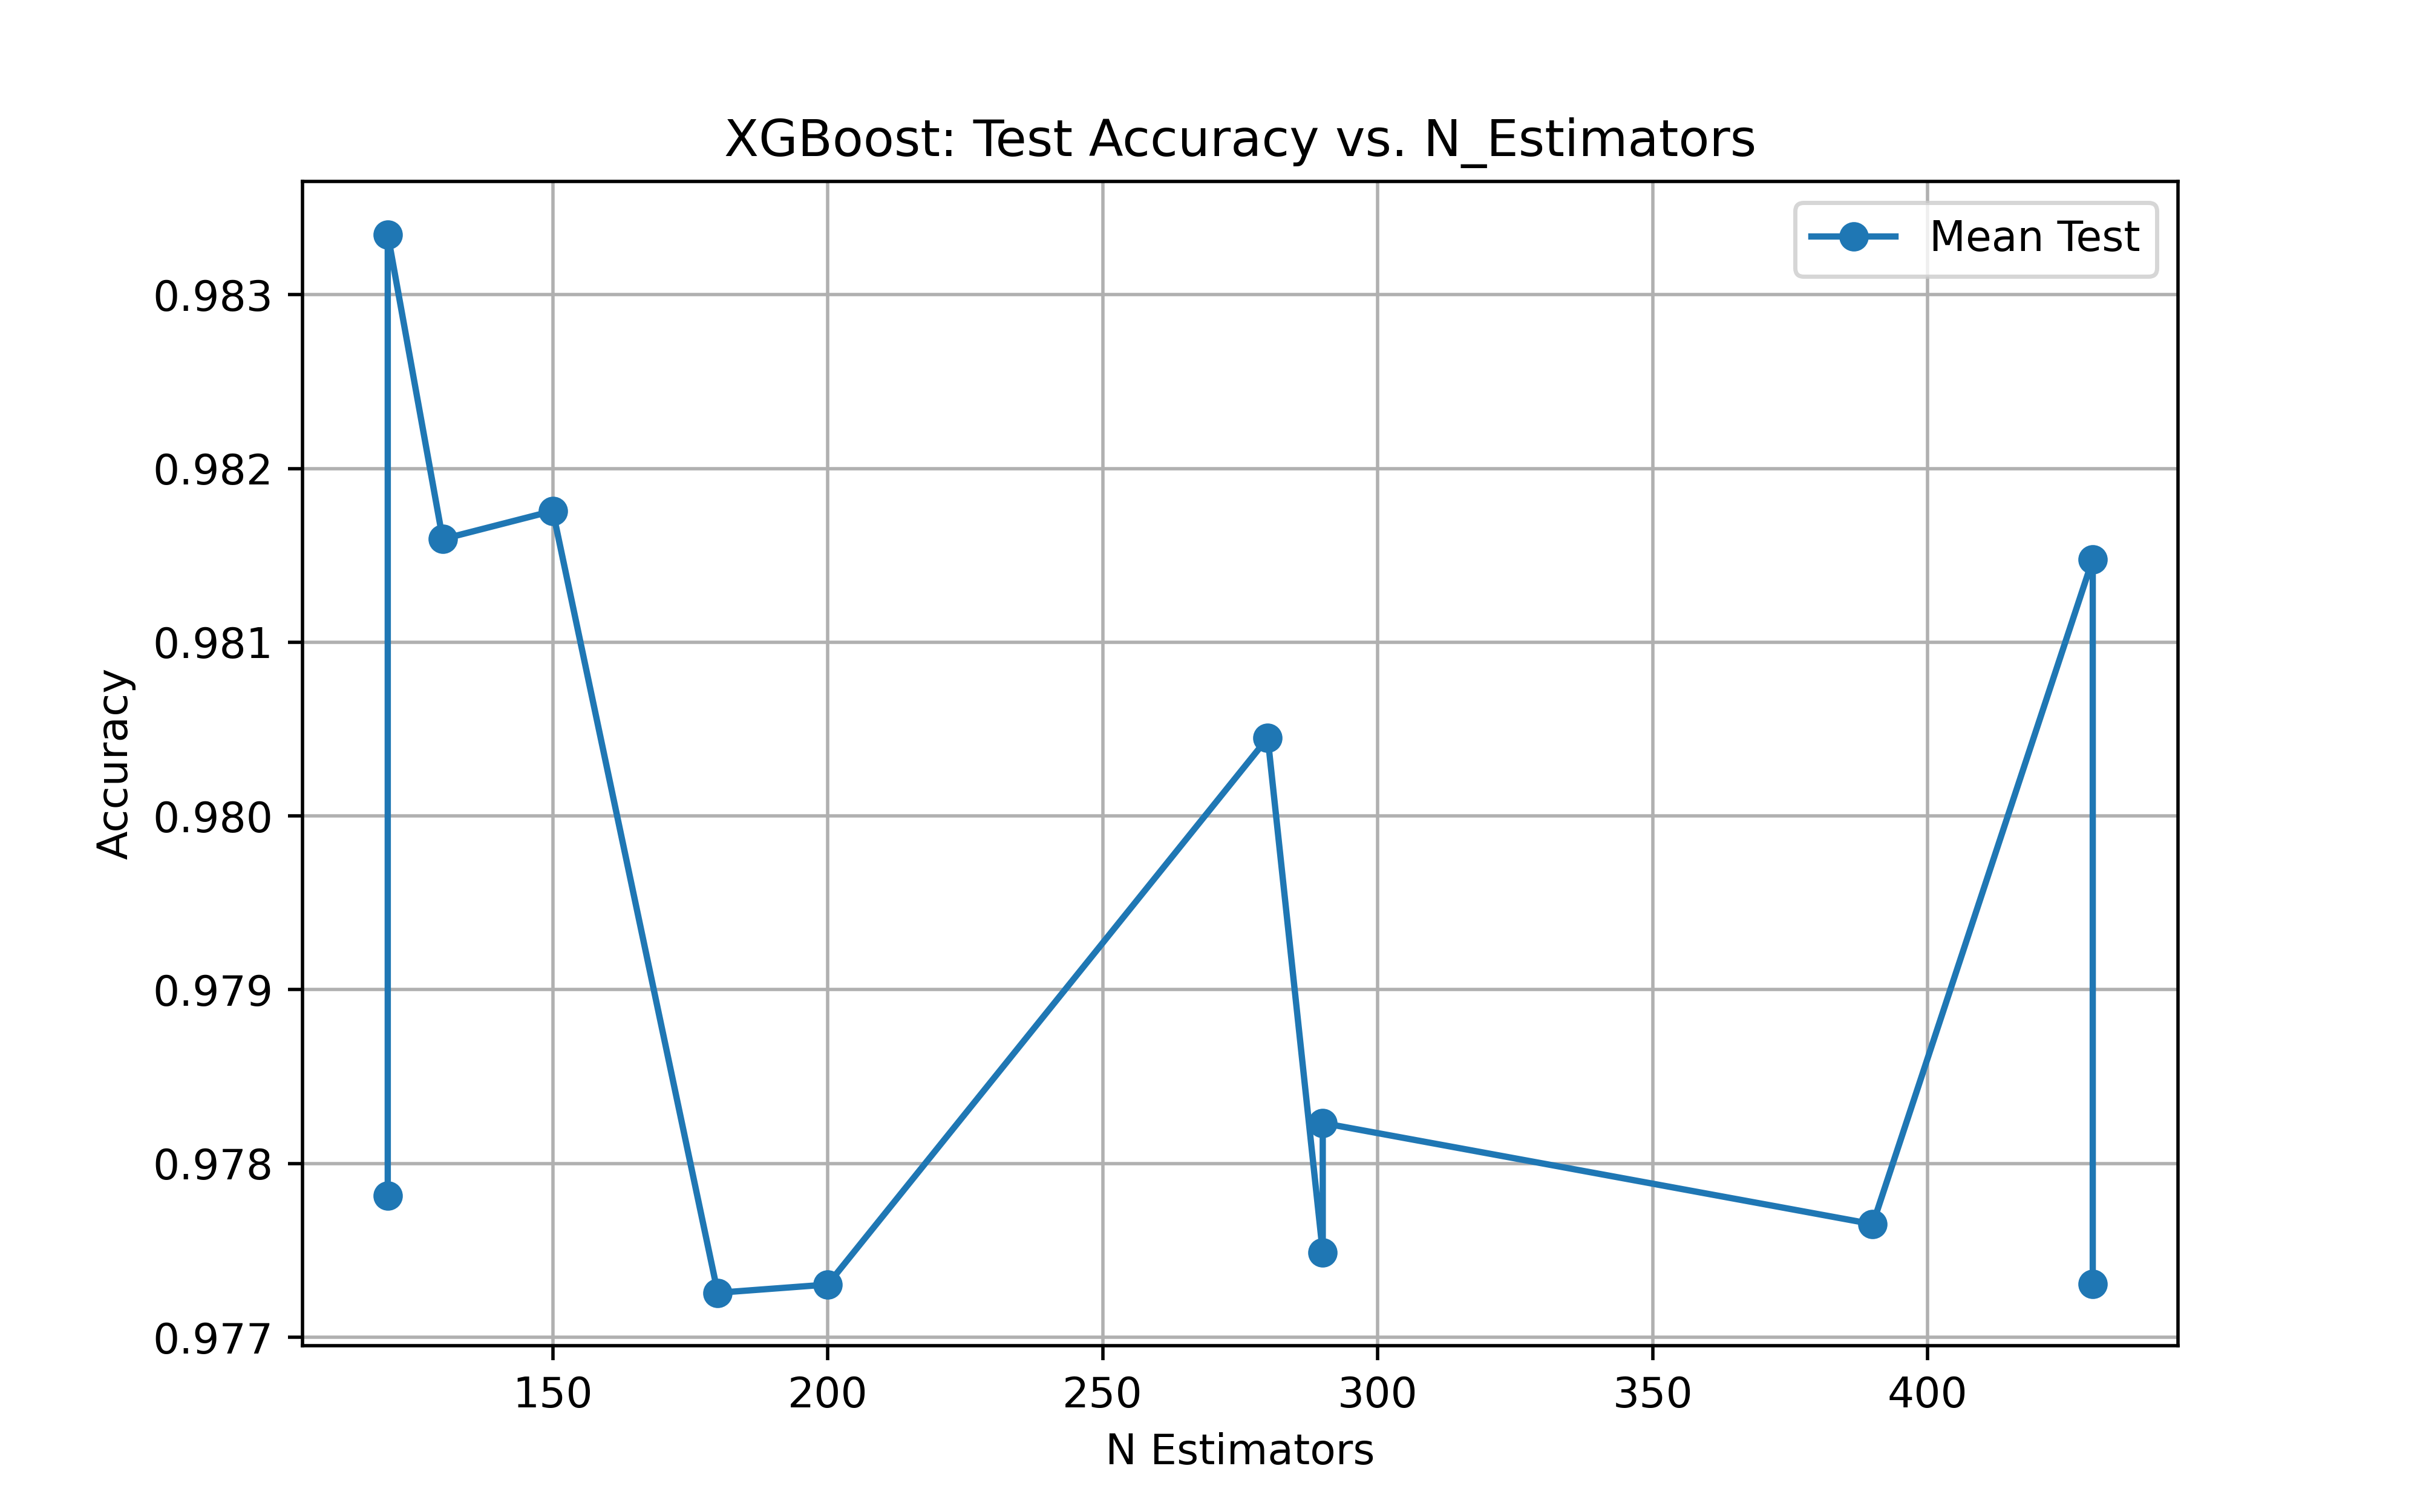 XGBoost: Test Accuracy vs. N_Estimators
Mean Test
0.983
0.982
0.981
0.980
0.979
0.978
0.977
Accuracy
150 200 250 300 350 400
N Estimators